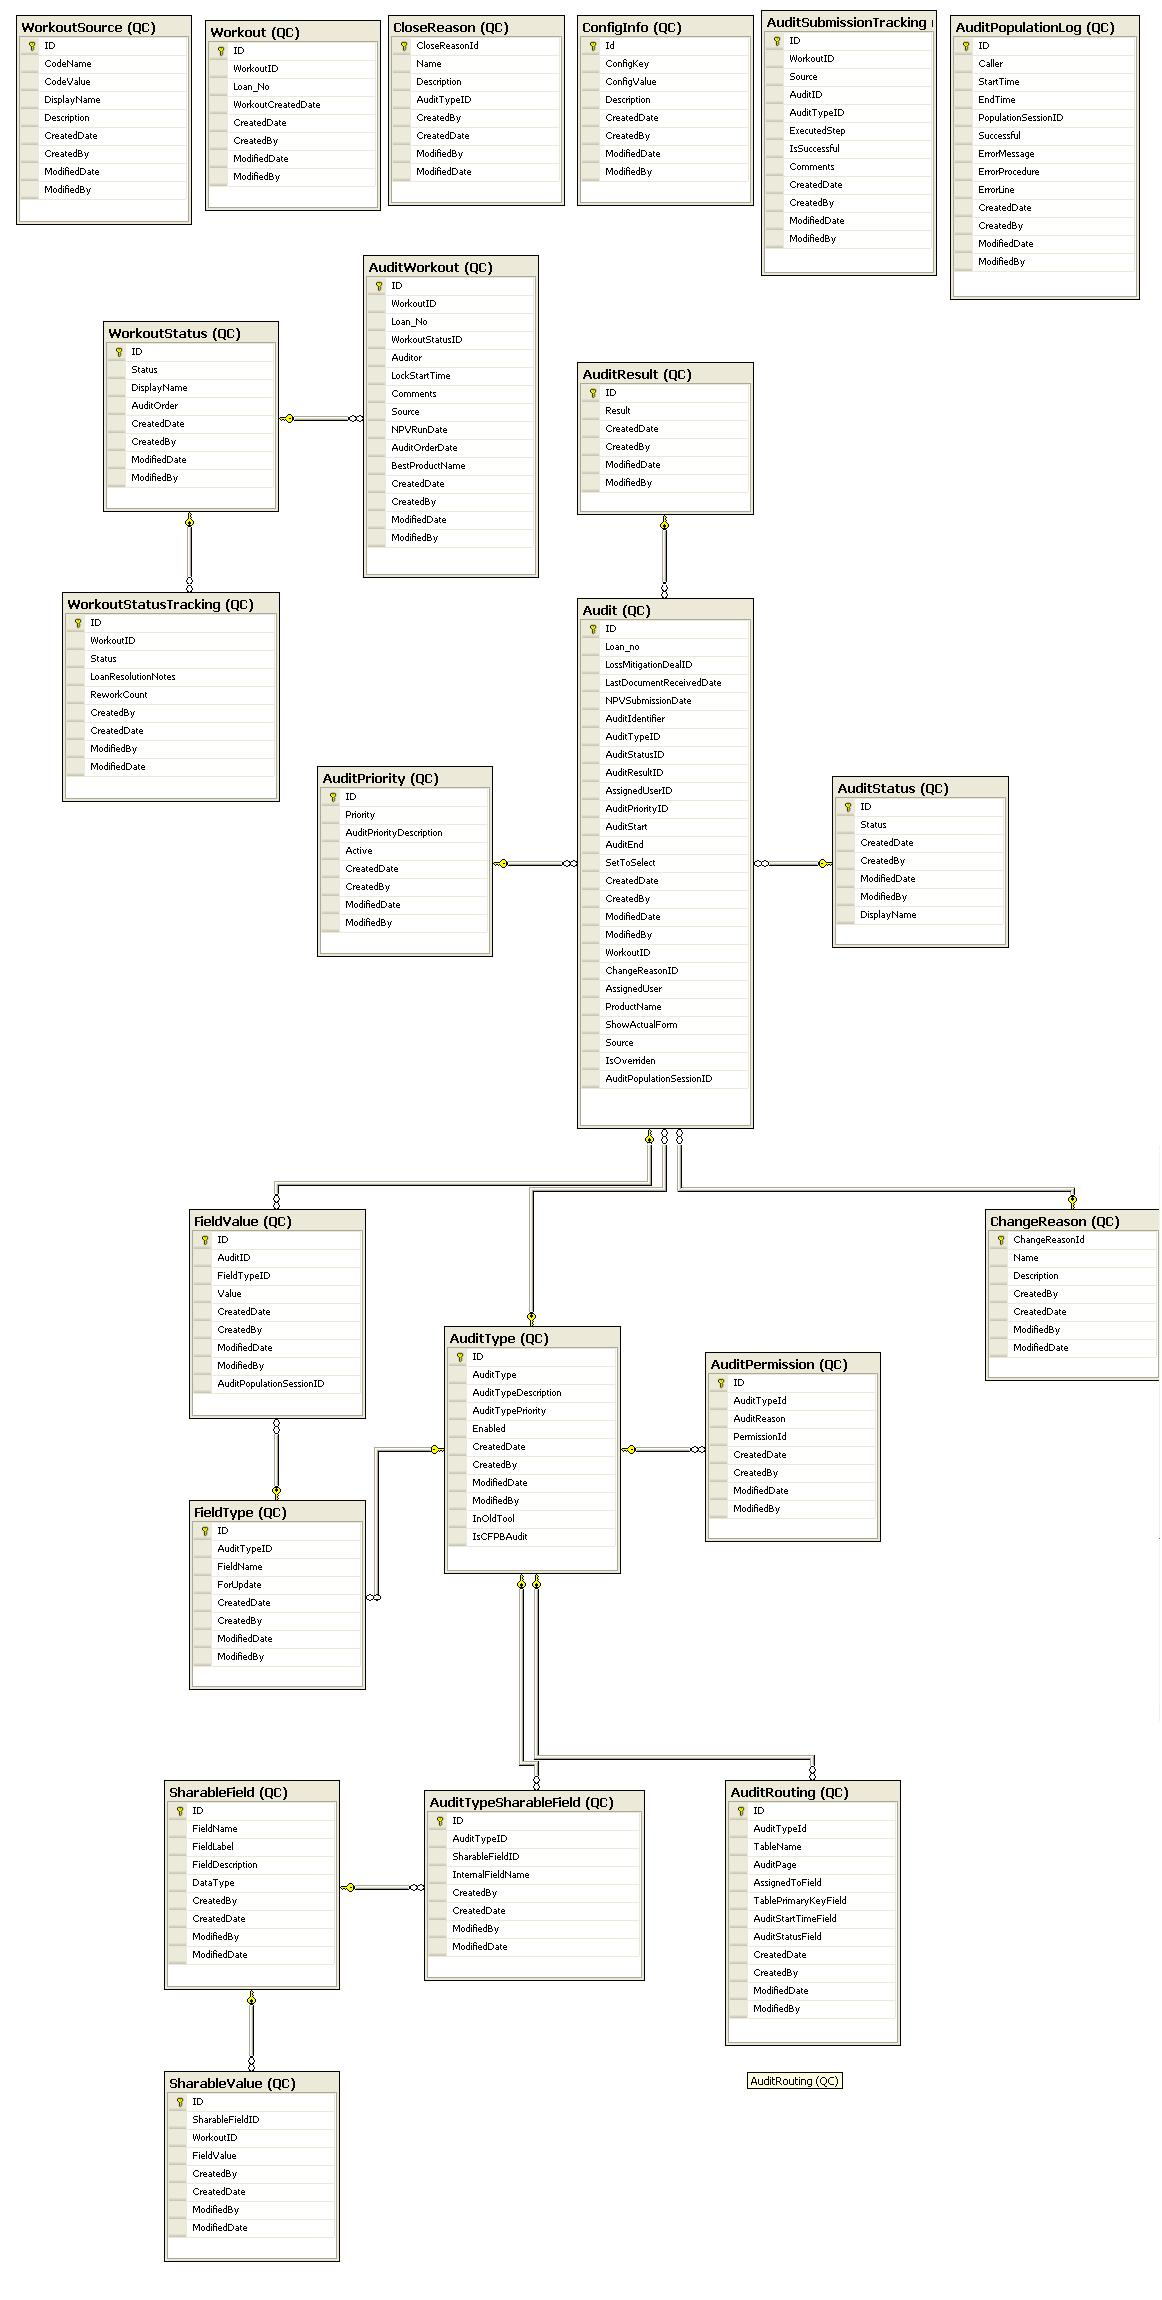 WorkoutSource (QC)
ID
CodeName
CodeValue
DisplayName
Description
CreatedDate
CreatedBy
ModifiedDate
ModifiedBy
Workout (QC)
ID
WorkoutID
Loan_No
WorkoutCreatedDate
CreatedDate
CreatedBy
ModifiedDate
ModifiedBy
CloseReason (QC)
CloseReasonId
Name
Description
AuditTypeID
CreatedBy
CreatedDate
ModifiedBy
ModifiedDate
ConfigInfo (QC)
Id
ConfigKey
ConfigValue
Description
CreatedDate
CreatedBy
ModifiedDate
ModifiedBy
AuditSubmissionTracking
ID
WorkoutID
Source
AuditID
AuditTypeID
ExecutedStep
IsSuccessful
Comments
CreatedDate
CreatedBy
ModifiedDate
ModifiedBy
AuditPopulationLog (QC)
ID
Caller
StartTime
EndTime
PopulationSessionID
Successful
ErrorMessage
ErrorProcedure
ErrorLine
CreatedDate
CreatedBy
ModifiedDate
ModifiedBy
AuditWorkout (QC)
ID
WorkoutID
Loan_No
WorkoutStatusID
Auditor
LockStartTime
Comments
Source
NPVRunDate
AuditOrderDate
BestProductName
CreatedDate
CreatedBy
ModifiedDate
ModifiedBy
WorkoutStatus (QC)
ID
Status
DisplayName
AuditOrder
CreatedDate
CreatedBy
ModifiedDate
ModifiedBy
AuditResult (QC)
ID
Result
CreatedDate
CreatedBy
ModifiedDate
ModifiedBy
WorkoutStatusTracking (QC)
ID
WorkoutID
Status
LoanResolutionNotes
ReworkCount
CreatedBy
CreatedDate
ModifiedBy
ModifiedDate
Audit (QC)
ID
Loan_no
LossMitigationDealID
LastDocumentReceivedDate
NPVSubmissionDate
AuditIdentifier
AuditTypeID
AuditStatusID
AuditResultID
AssignedUserID
AuditPriorityID
AuditStart
AuditEnd
SetToSelect
CreatedDate
CreatedBy
ModifiedDate
ModifiedBy
WorkoutID
ChangeReasonID
AssignedUser
ProductName
ShowActualForm
Source
IsOverriden
AuditPopulationSessionID
AuditPriority (QC)
ID
Priority
AuditPriorityDescription
Active
CreatedDate
CreatedBy
ModifiedDate
ModifiedBy
AuditStatus (QC)
ID
Status
CreatedDate
CreatedBy
ModifiedDate
ModifiedBy
DisplayName
FieldValue (QC)
ID
AuditID
FieldTypeID
Value
CreatedDate
CreatedBy
ModifiedDate
ModifiedBy
AuditPopulationSessionID
ChangeReason (QC)
ChangeReasonId
Name
Description
CreatedBy
CreatedDate
ModifiedBy
ModifiedDate
AuditType (QC)
ID
AuditType
AuditTypeDescription
AuditTypePriority
Enabled
CreatedDate
CreatedBy
ModifiedDate
ModifiedBy
InOldTool
IsCFPBAudit
AuditPermission (QC)
ID
AuditTypeId
AuditReason
PermissionId
CreatedDate
CreatedBy
ModifiedDate
ModifiedBy
FieldType (QC)
ID
AuditTypeID
FieldName
ForUpdate
CreatedDate
CreatedBy
ModifiedDate
ModifiedBy
SharableField (QC)
ID
FieldName
FieldLabel
FieldDescription
DataType
CreatedBy
CreatedDate
ModifiedBy
ModifiedDate
AuditTypeSharableField (QC)
ID
AuditTypeID
SharableFieldID
InternalFieldName
CreatedBy
CreatedDate
ModifiedBy
ModifiedDate
AuditRouting (QC)
ID
AuditTypeId
TableName
AuditPage
AssignedToField
TablePrimaryKeyField
AuditStartTimeField
AuditStatusField
CreatedDate
CreatedBy
ModifiedDate
ModifiedBy
AuditRouting (QC)
SharableValue (QC)
ID
SharableFieldID
WorkoutID
FieldValue
CreatedBy
CreatedDate
ModifiedBy
ModifiedDate